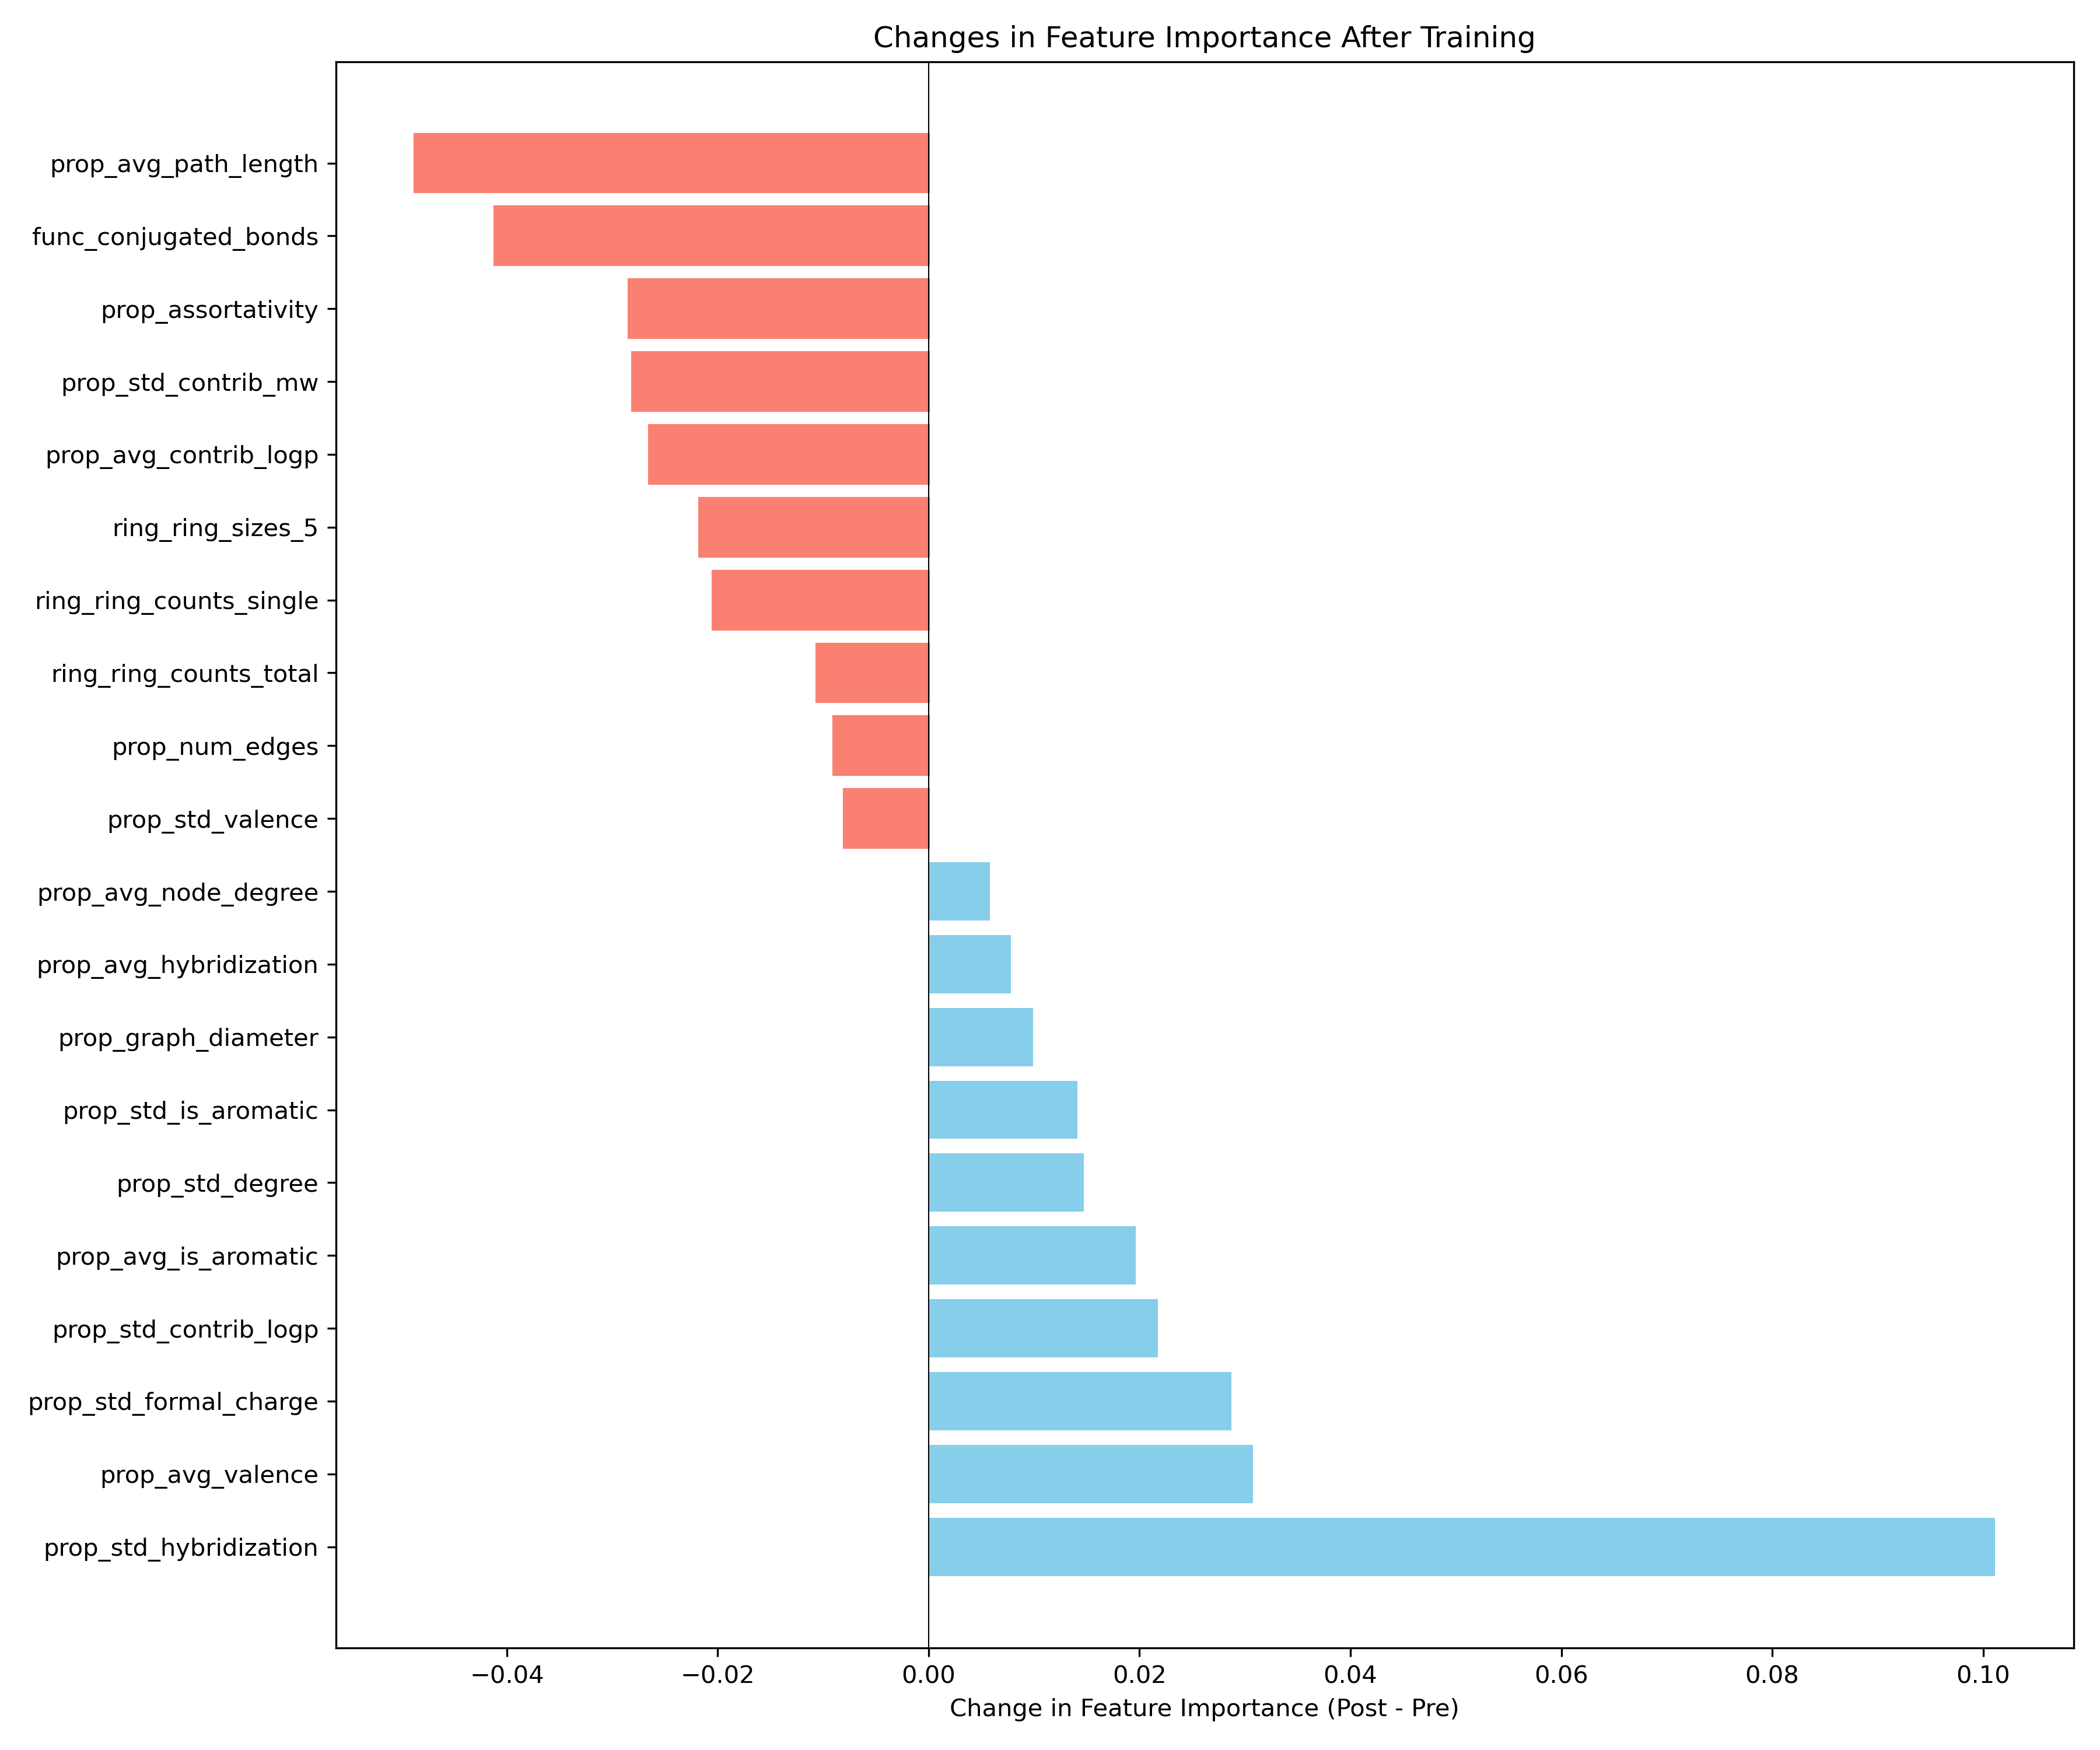 Changes in Feature Importance After Training
prop_avg_path_length
func_conjugated_bonds
prop_assortativity
prop_std_contrib_mw
prop_avg_contrib_logp
ring_ring_sizes_5
ring_ring_counts_single
ring_ring_counts_total
prop_num_edges
prop_std_valence
prop_avg_node_degree
prop_avg_hybridization
prop_graph_diameter
prop_std_is_aromatic
prop_std_degree
prop_avg_is_aromatic
prop_std_contrib_logp
prop_std_formal_charge
prop_avg_valence
prop_std_hybridization
−0.04 −0.02 0.00 0.02 0.04 0.06 0.08 0.10
Change in Feature Importance (Post - Pre)